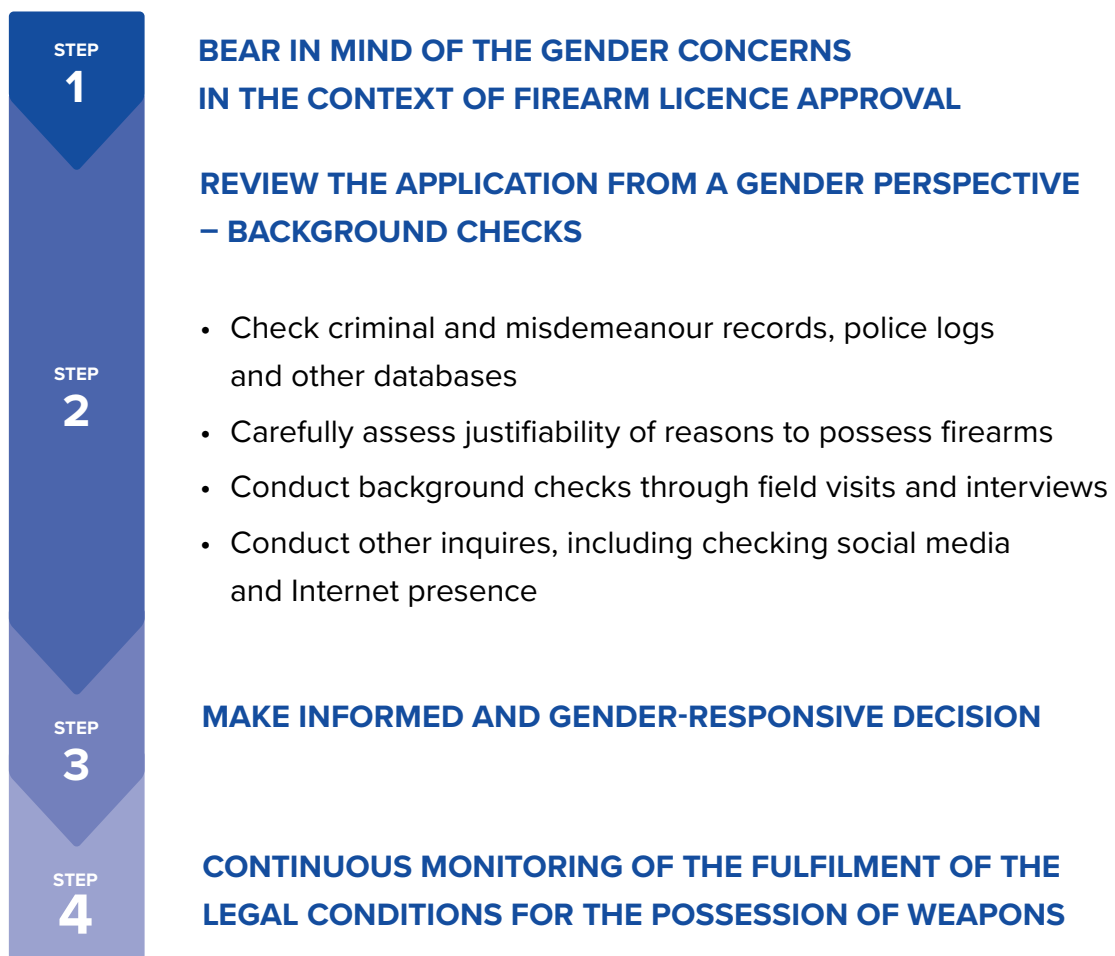 STEP
1
BEAR IN MIND OF THE GENDER CONCERNS
IN THE CONTEXT OF FIREARM LICENCE APPROVAL
REVIEW THE APPLICATION FROM A GENDER PERSPECTIVE
– BACKGROUND CHECKS
STEP
2
• Check criminal and misdemeanour records, police logs
and other databases
• Carefully assess justifiability of reasons to possess firearms
• Conduct background checks through field visits and interviews
• Conduct other inquires, including checking social media
and Internet presence
STEP
3
MAKE INFORMED AND GENDER-RESPONSIVE DECISION
STEP
4
CONTINUOUS MONITORING OF THE FULFILMENT OF THE
LEGAL CONDITIONS FOR THE POSSESSION OF WEAPONS